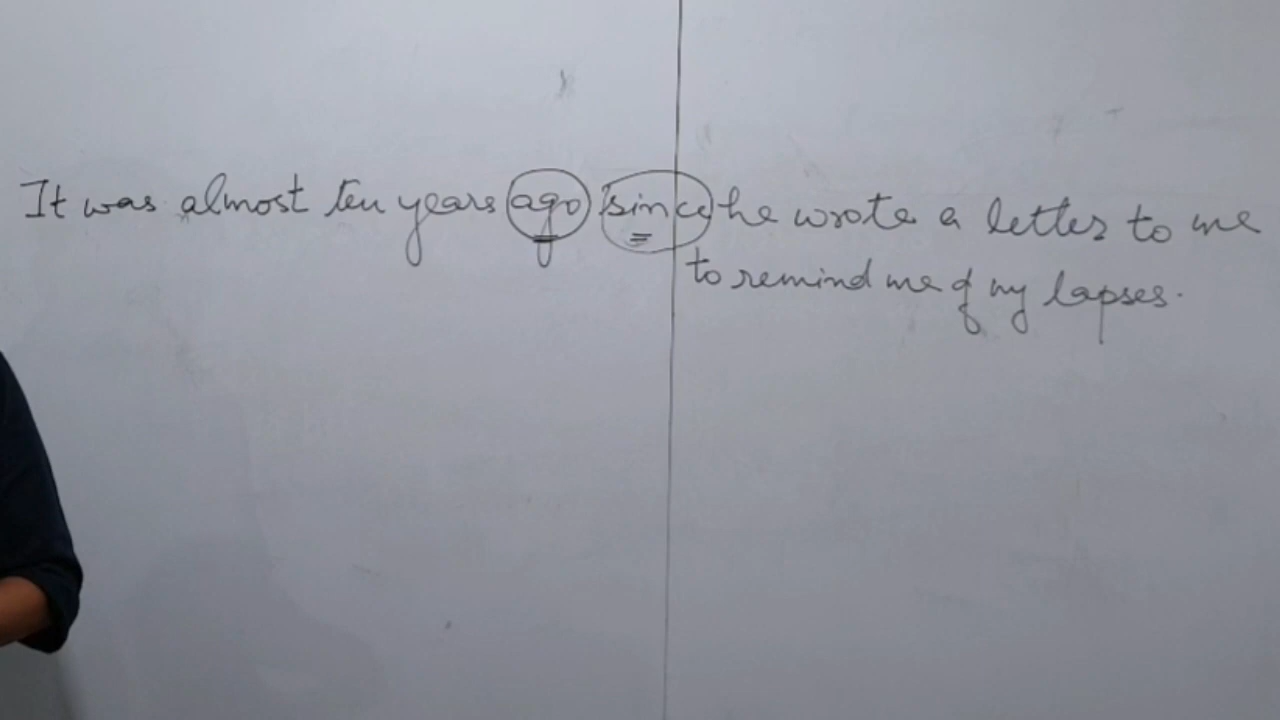 It was almost ten years ago since he wrote a letter to me
to remind me of my lapses.